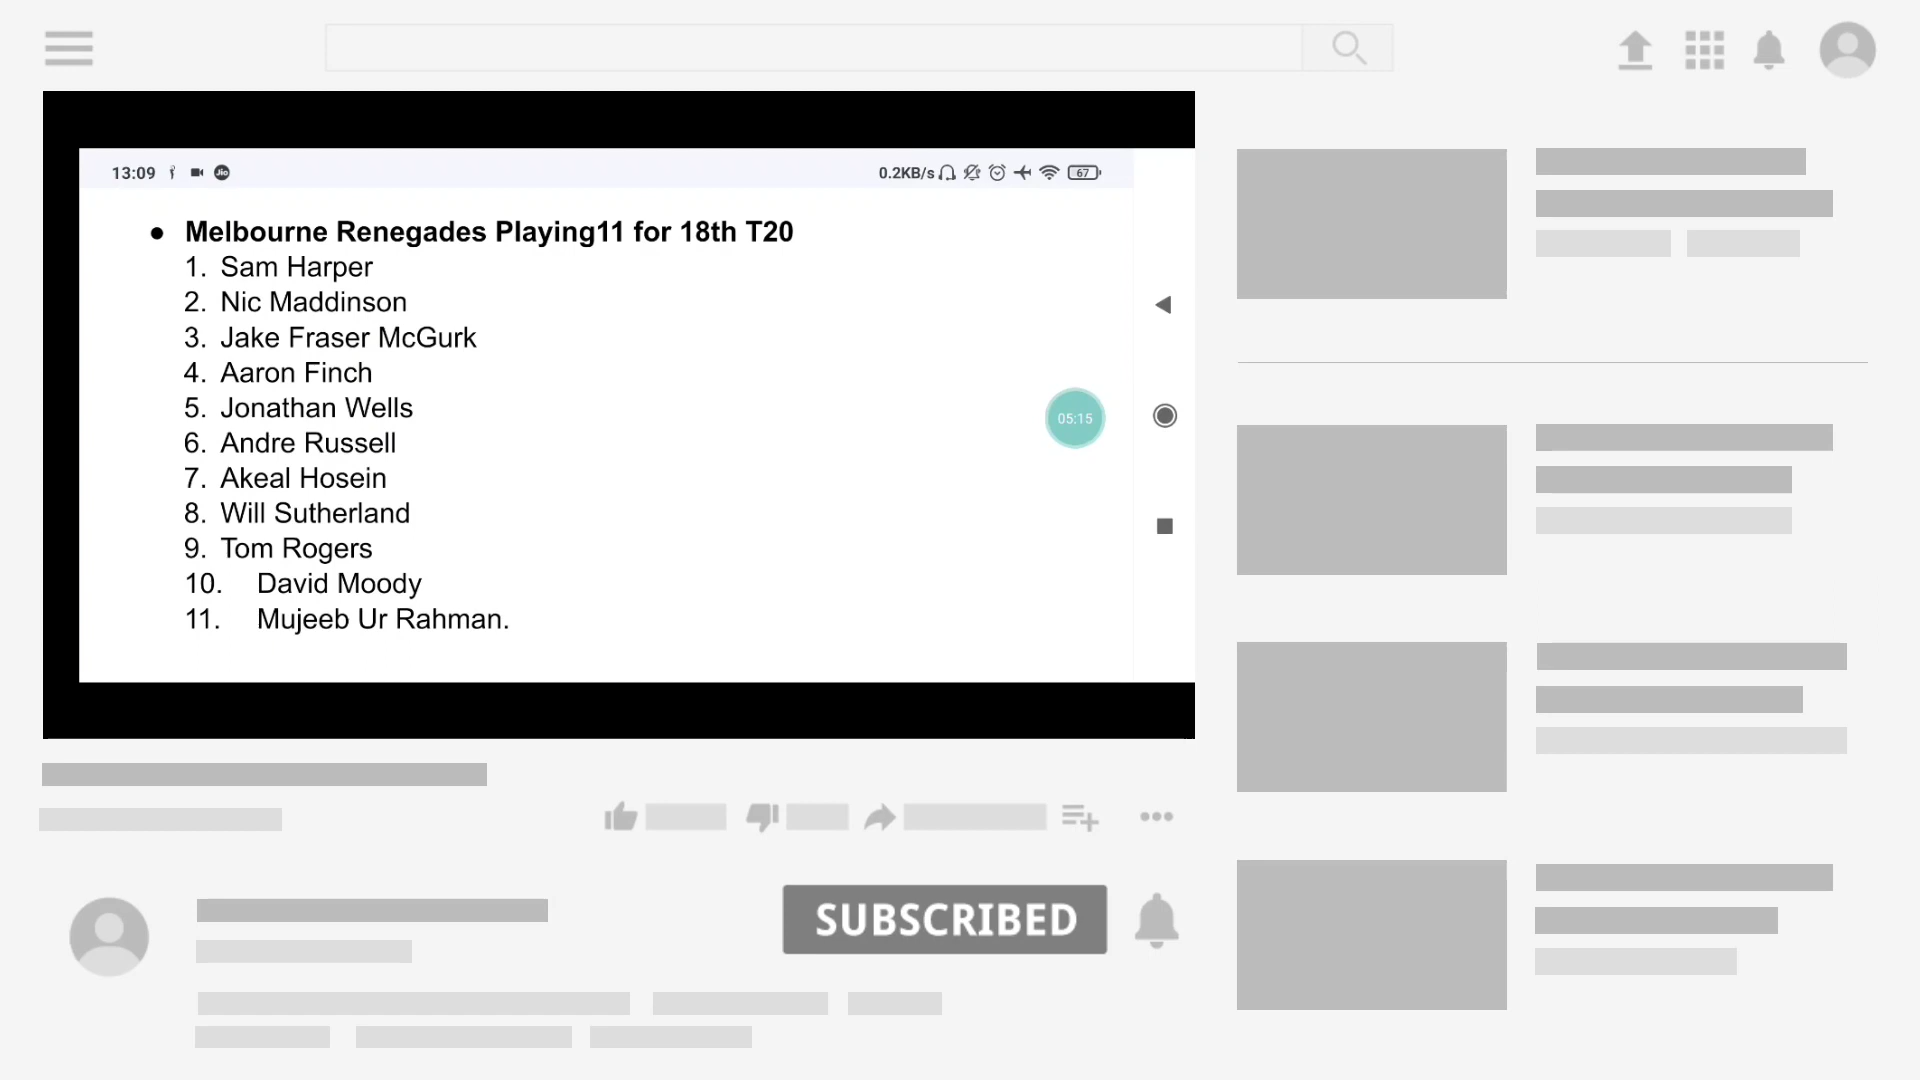 13:09 Jio 0.2KB/s 67
● Melbourne Renegades Playing11 for 18th T20
1. Sam Harper
2. Nic Maddinson
3. Jake Fraser McGurk
4. Aaron Finch
5. Jonathan Wells
6. Andre Russell
7. Akeal Hosein
8. Will Sutherland
9. Tom Rogers
10. David Moody
11. Mujeeb Ur Rahman.
05:15
SUBSCRIBED